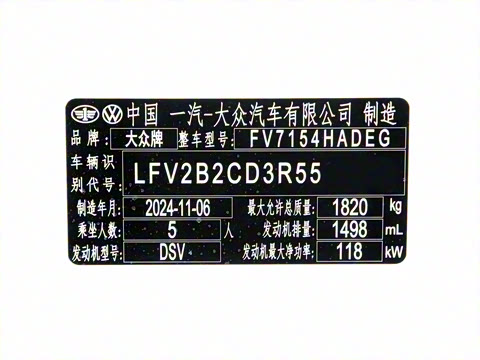 中国 一汽-大众汽车有限公司 制造
品牌: 大众牌 整车型号: FV7154HADEG
车辆识别代号: LFV2B2CD3R55
制造年月: 2024-11-06 最大允许总质量: 1820 kg
乘坐人数: 5 人 发动机排量: 1498 mL
发动机型号: DSV 发动机最大净功率: 118 kW